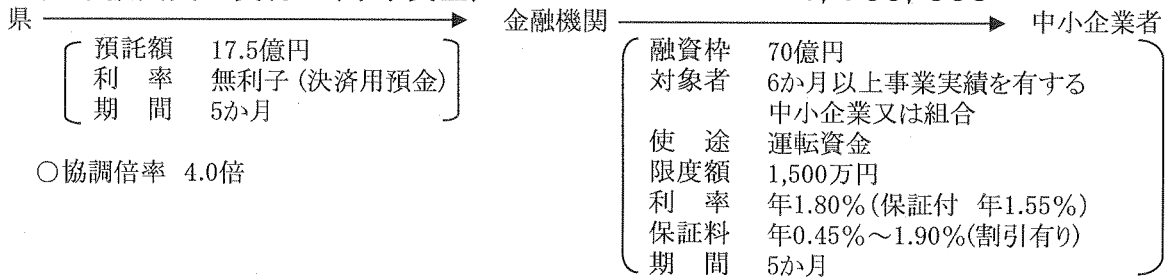 県 金融機関 中小企業者
預託額 17.5億円
利 率 無利子(決済用預金)
期 間 5か月
○協調倍率 4.0倍
融資枠 70億円
対象者 6か月以上事業実績を有する
中小企業又は組合
使 途 運転資金
限度額 1,500万円
利 率 年1.80%(保証付 年1.55%)
保証料 年0.45%~1.90%(割引有り)
期 間 5か月